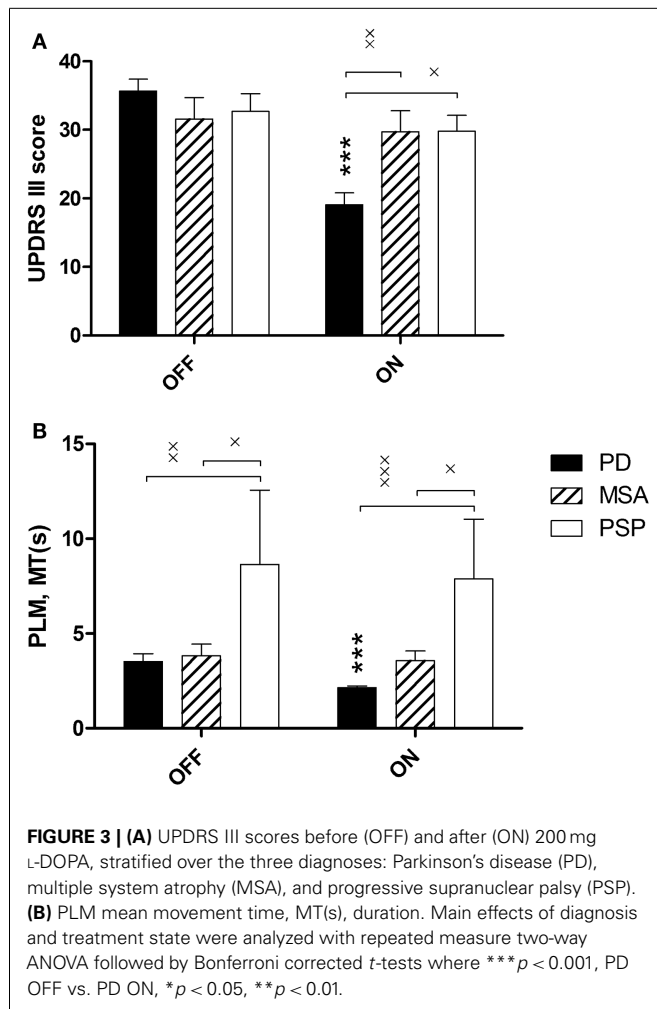 A
××
×
40
30
20
10
0
UPDRS III score
***
OFF
ON
B
××
×
×××
×
15
10
5
0
PLM, MT(s)
***
OFF
ON
PD
MSA
PSP
FIGURE 3 | (A) UPDRS III scores before (OFF) and after (ON) 200 mg
L-DOPA, stratified over the three diagnoses: Parkinson's disease (PD),
multiple system atrophy (MSA), and progressive supranuclear palsy (PSP).
(B) PLM mean movement time, MT(s), duration. Main effects of diagnosis
and treatment state were analyzed with repeated measure two-way
ANOVA followed by Bonferroni corrected t-tests where ***p < 0.001, PD
OFF vs. PD ON, *p < 0.05, **p < 0.01.